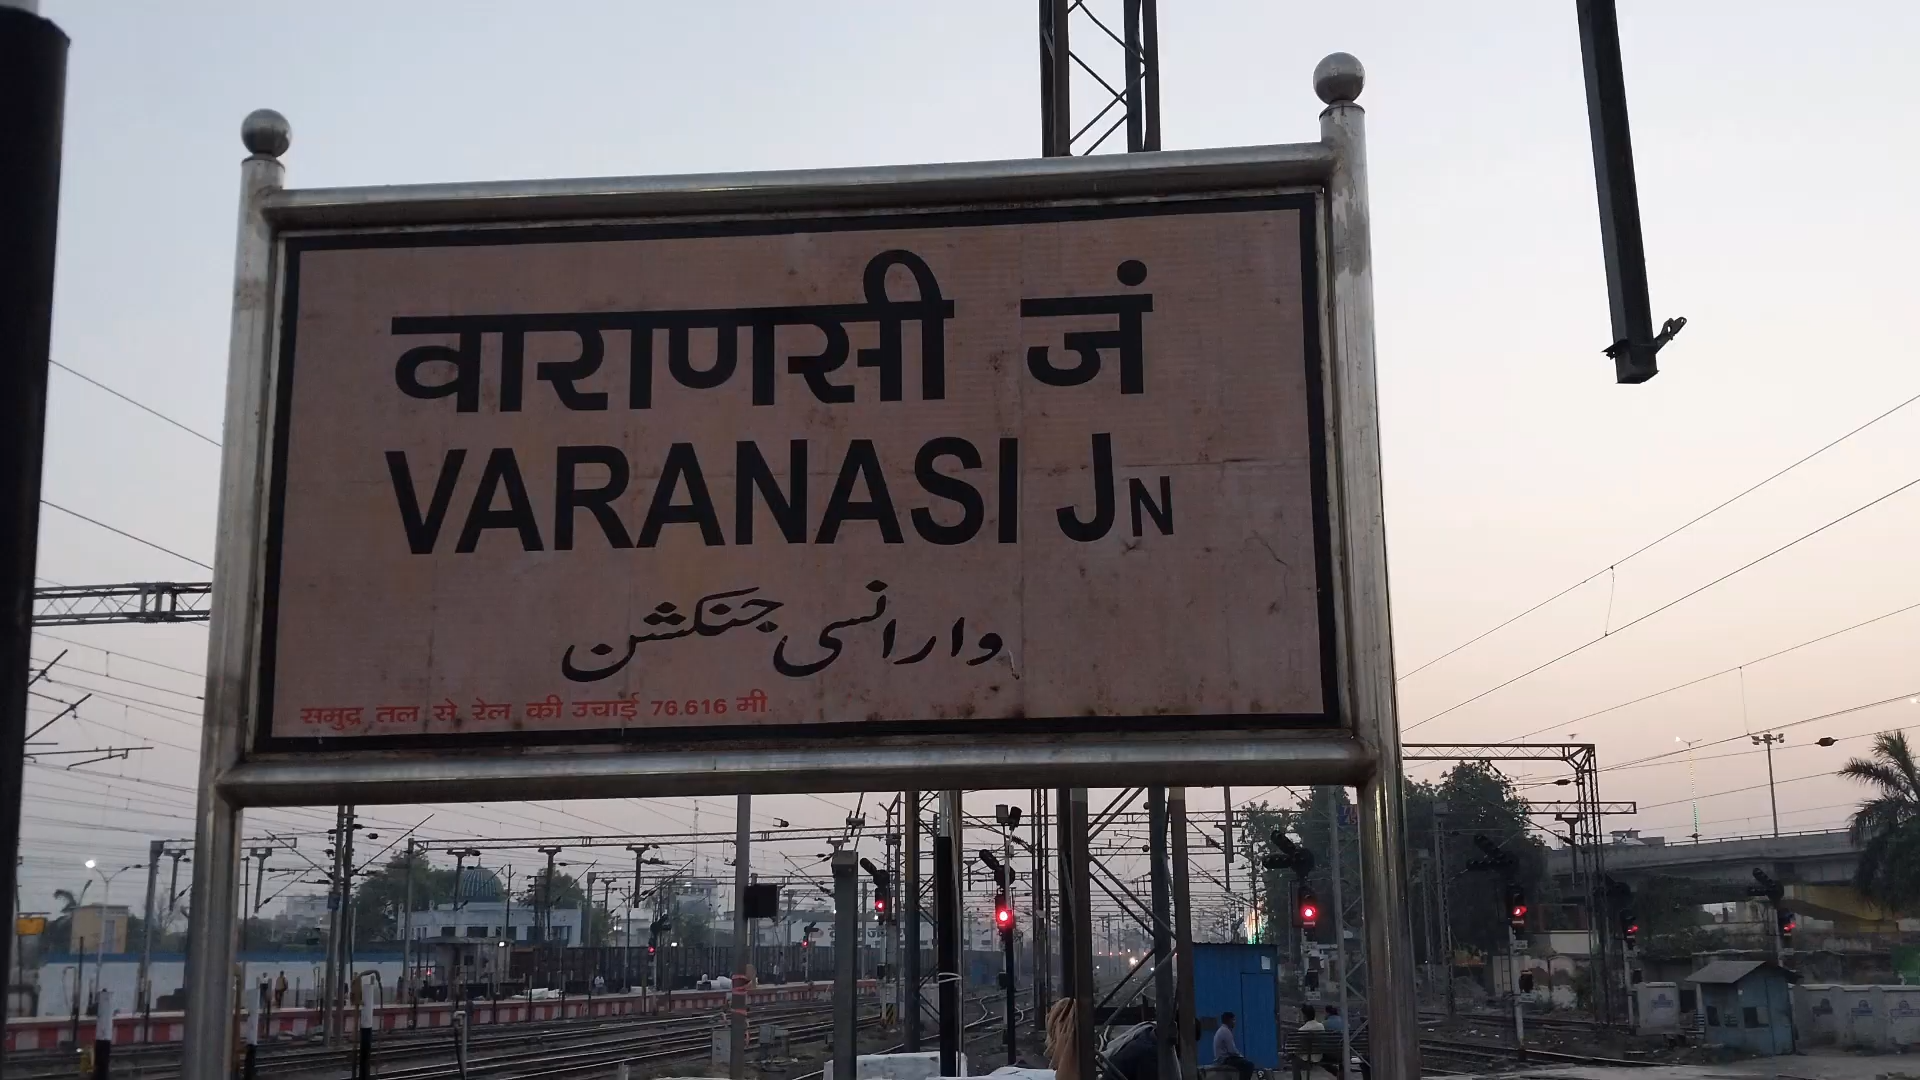 वाराणसी जं
VARANASI JN
وارانسی جنکشن
समुद्र तल से रेल की उचाई 76.616 मी.